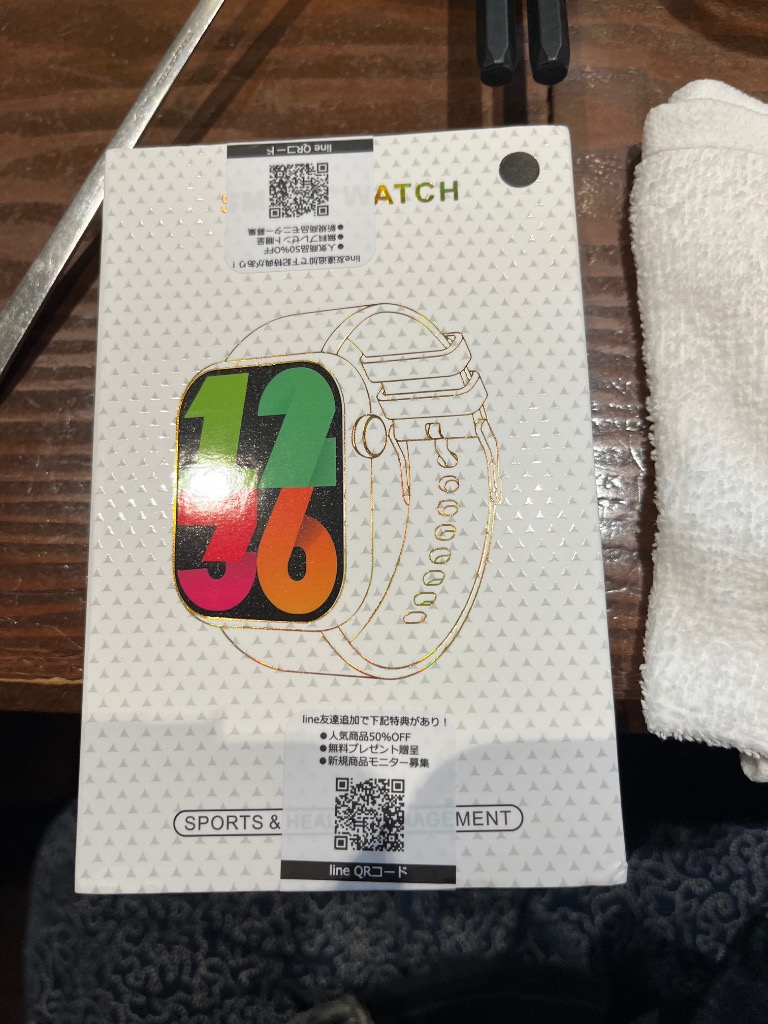 line QRコード
●新規商品モニター募集
●無料プレゼント贈呈
●人気商品50%OFF
line友達追加で下記特典があり！
WATCH
12
36
line友達追加で下記特典があり！
●人気商品50%OFF
●無料プレゼント贈呈
●新規商品モニター募集
SPORTS & HEALTH MANAGEMENT
line QRコード